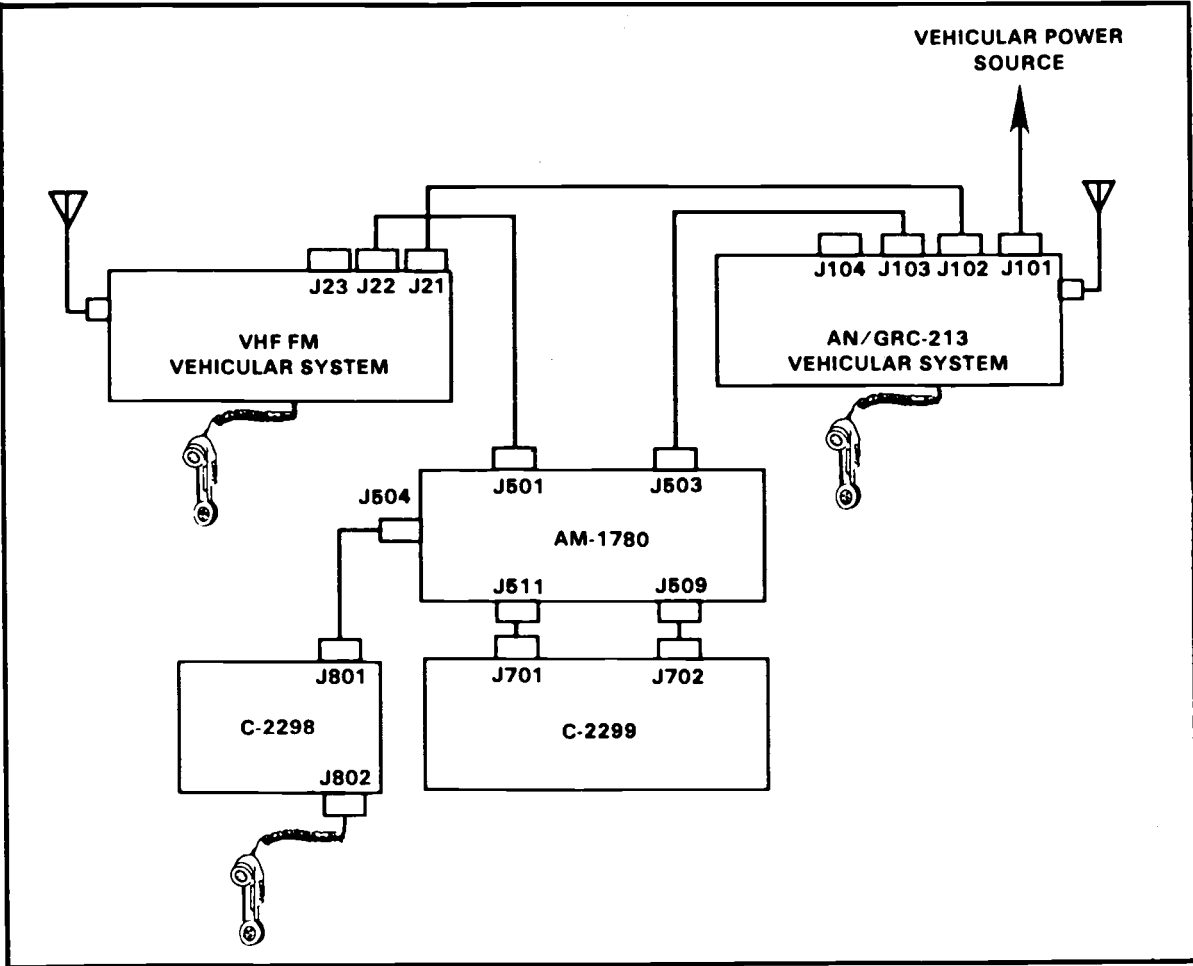 VEHICULAR POWER
SOURCE
J23 J22 J21
J104 J103 J102 J101
VHF FM
VEHICULAR SYSTEM
AN/GRC-213
VEHICULAR SYSTEM
J501
J503
J504
AM-1780
J511
J509
J801
J701
J702
C-2298
C-2299
J802